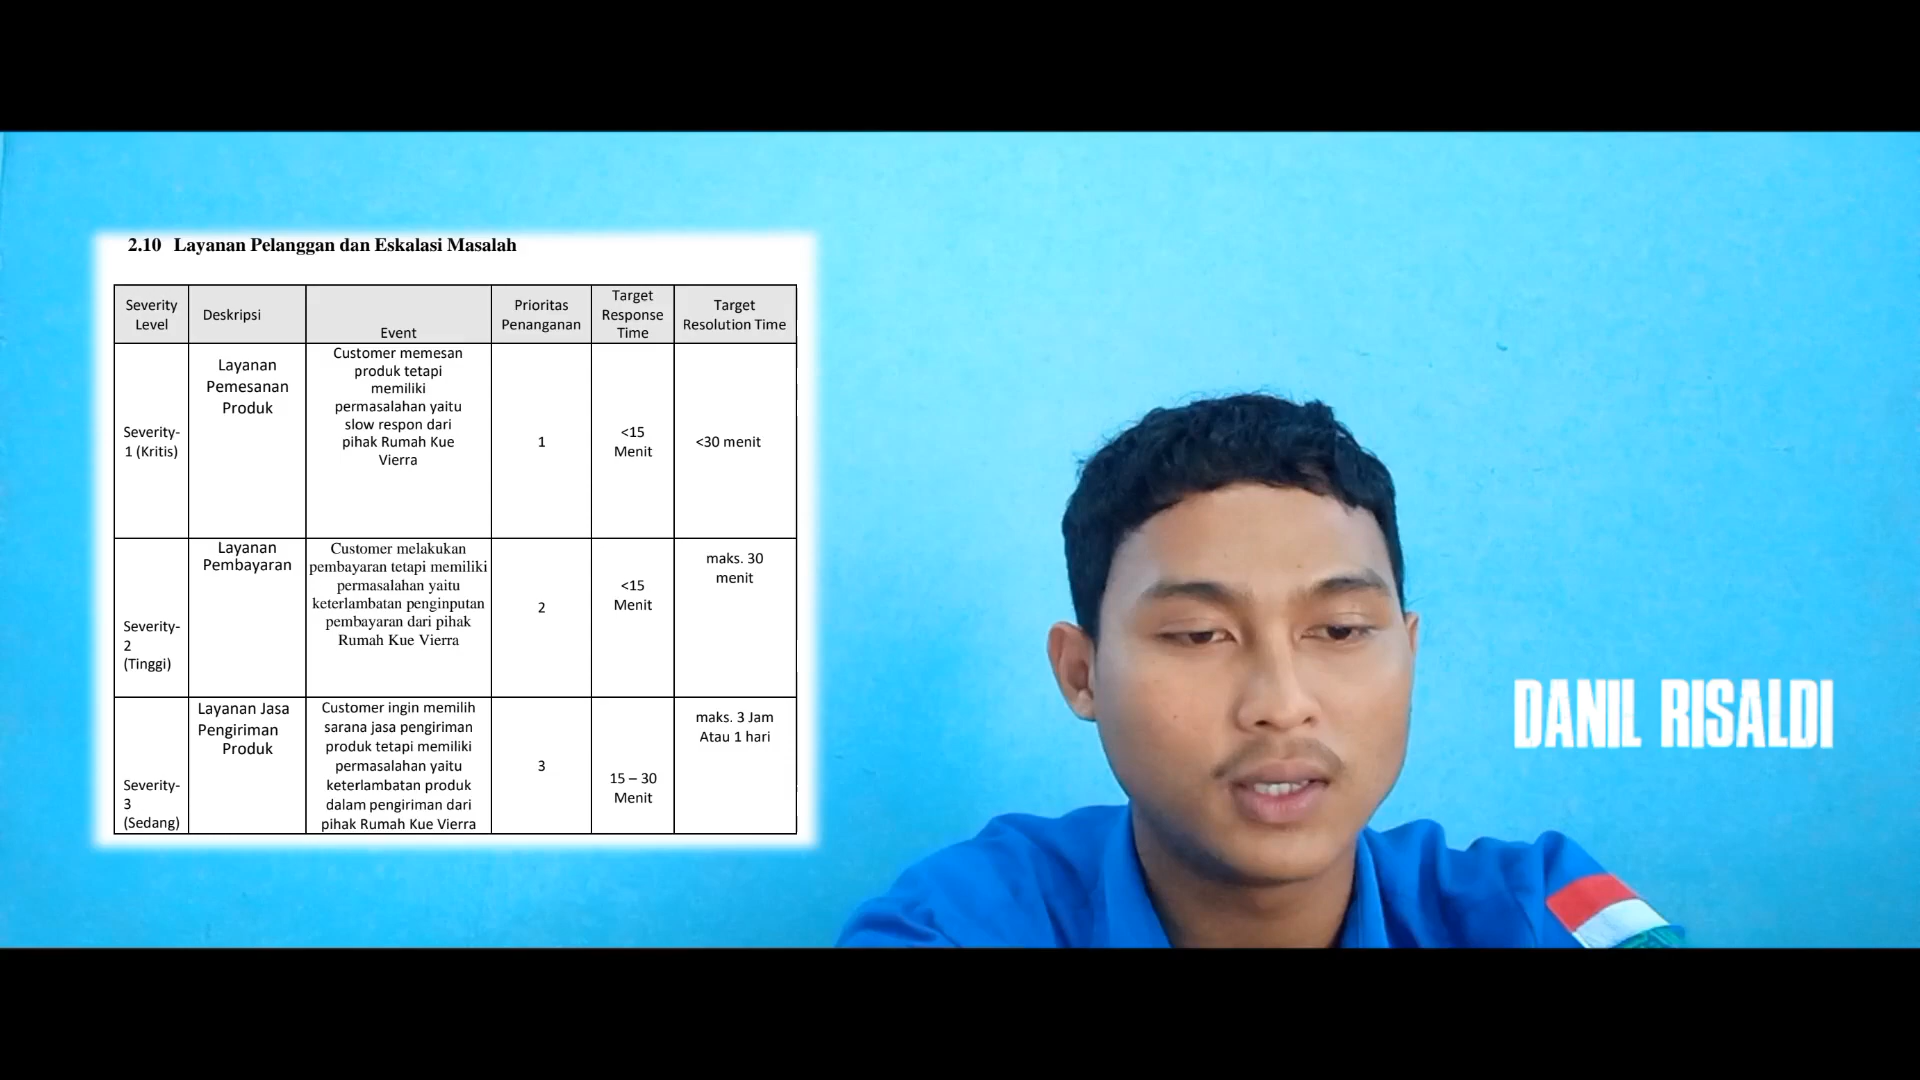 2.10 Layanan Pelanggan dan Eskalasi Masalah
Severity
Level
Deskripsi
Event
Prioritas
Penanganan
Target
Response
Time
Target
Resolution Time
Severity-
1 (Kritis)
Layanan
Pemesanan
Produk
Customer memesan
produk tetapi
memiliki
permasalahan yaitu
slow respon dari
pihak Rumah Kue
Vierra
1
<15
Menit
<30 menit
Severity-
2
(Tinggi)
Layanan
Pembayaran
Customer melakukan
pembayaran tetapi memiliki
permasalahan yaitu
keterlambatan penginputan
pembayaran dari pihak
Rumah Kue Vierra
2
<15
Menit
maks. 30
menit
Severity-
3
(Sedang)
Layanan Jasa
Pengiriman
Produk
Customer ingin memilih
sarana jasa pengiriman
produk tetapi memiliki
permasalahan yaitu
keterlambatan produk
dalam pengiriman dari
pihak Rumah Kue Vierra
3
15 – 30
Menit
maks. 3 Jam
Atau 1 hari
DANIL RISALDI